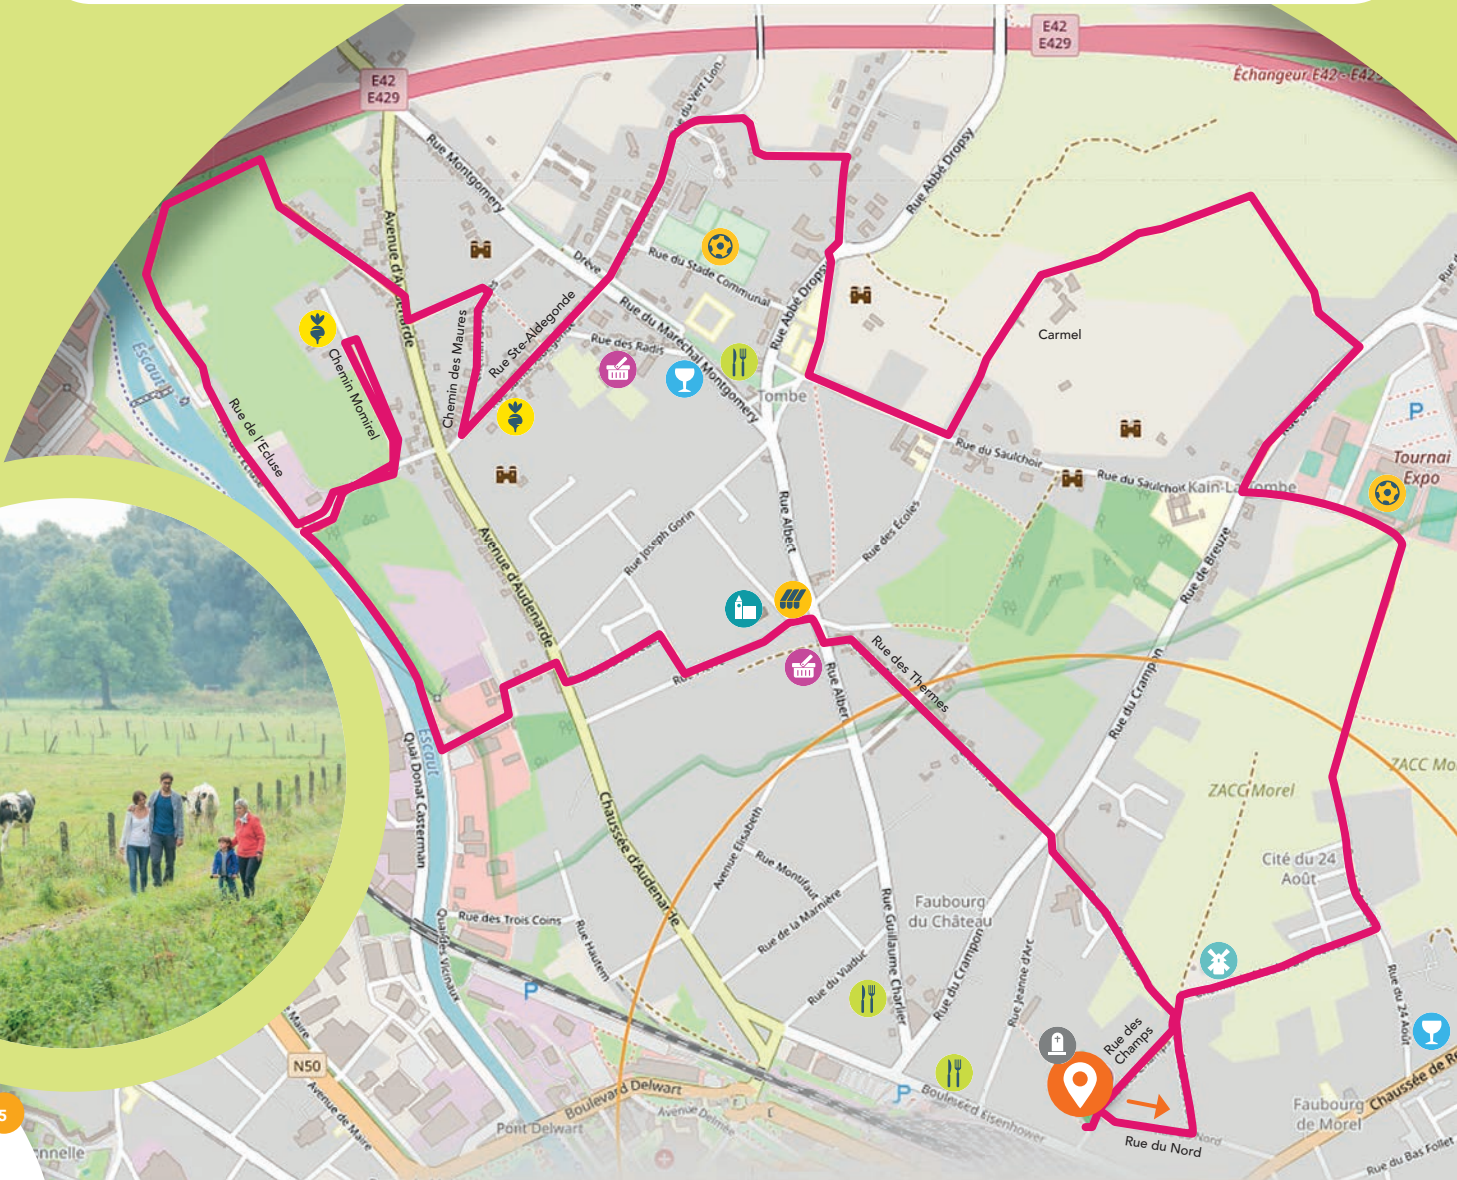 E42
E429
E42
E429
Échangeur E42 - E429
Rue du Vert Lion
Rue Montgomery
Rue Abbé Dropsy
Avenue d'Audenarde
Drève
Rue du Stade Communal
Rue Abbé Dropsy
Chemin des Maures
Rue Ste-Aldegonde
Rue du Maréchal Montgomery
Rue des Radis
Carmel
Escaut
Chemin Momirel
Rue de l'Ecluse
Tombe
P
Tournai
Expo
Rue du Saulchoir
Rue du Saulchoir
Kain-La Tombe
Rue Albert
Rue des Écoles
Rue Joseph Gorin
Avenue d'Audenarde
Rue de Breuze
Rue des Thermes
Rue Albert
Rue du Crampon
Escaut
Quai Donat Casterman
ZACC Morel
ZACC Mo
Chaussée d'Audenarde
Avenue Elisabeth
Rue Montifaut
Rue de la Marnière
Cité du 24
Août
Faubourg
du Château
Rue Guillaume Charlier
Rue des Trois Coins
Rue Hautem
Quai des Vicinaux
Rue du Viaduc
Rue du Crampon
Rue Jeanne d'Arc
P
Rue du 24 Août
Rue des
Champs
N50
Maire
Avenue de Maire
Boulevard Delwart
Avenue Delmée
Pont Delwart
P
Boulevard Eisenhower
Rue du Nord
Nord
Faubourg
de Morel
Chaussée de Re
Rue du Bas Follet
5
onnelle